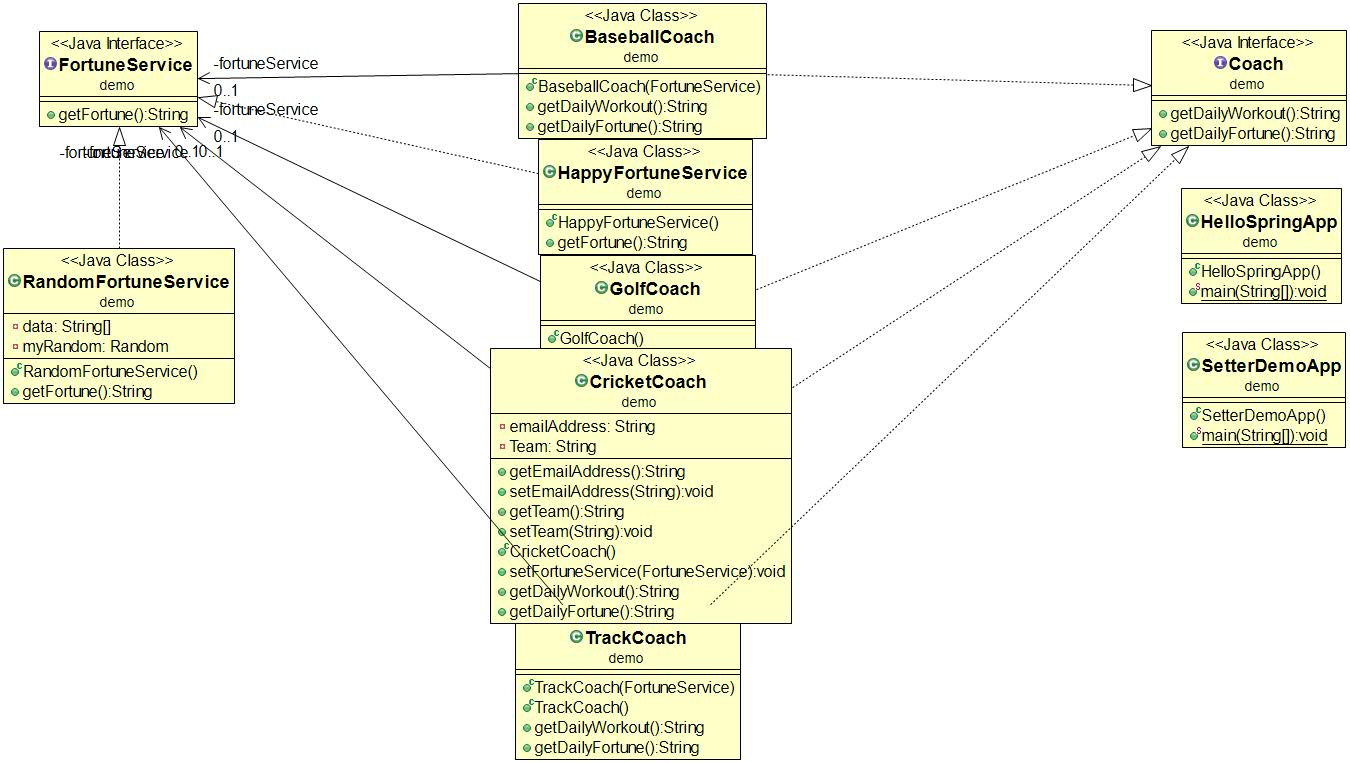 <<Java Interface>>
FortuneService
demo
getFortune():String
-fortuneService
0..1
-fortuneService
0..1
-fortuneService
-fortuneService
0..1
0..1
<<Java Class>>
RandomFortuneService
demo
data: String[]
myRandom: Random
RandomFortuneService()
getFortune():String
<<Java Class>>
BaseballCoach
demo
BaseballCoach(FortuneService)
getDailyWorkout():String
getDailyFortune():String
<<Java Class>>
HappyFortuneService
demo
HappyFortuneService()
getFortune():String
<<Java Class>>
GolfCoach
demo
GolfCoach()
<<Java Class>>
CricketCoach
demo
emailAddress: String
Team: String
getEmailAddress():String
setEmailAddress(String):void
getTeam():String
setTeam(String):void
CricketCoach()
setFortuneService(FortuneService):void
getDailyWorkout():String
getDailyFortune():String
TrackCoach
demo
TrackCoach(FortuneService)
TrackCoach()
getDailyWorkout():String
getDailyFortune():String
<<Java Interface>>
Coach
demo
getDailyWorkout():String
getDailyFortune():String
<<Java Class>>
HelloSpringApp
demo
HelloSpringApp()
main(String[]):void
<<Java Class>>
SetterDemoApp
demo
SetterDemoApp()
main(String[]):void